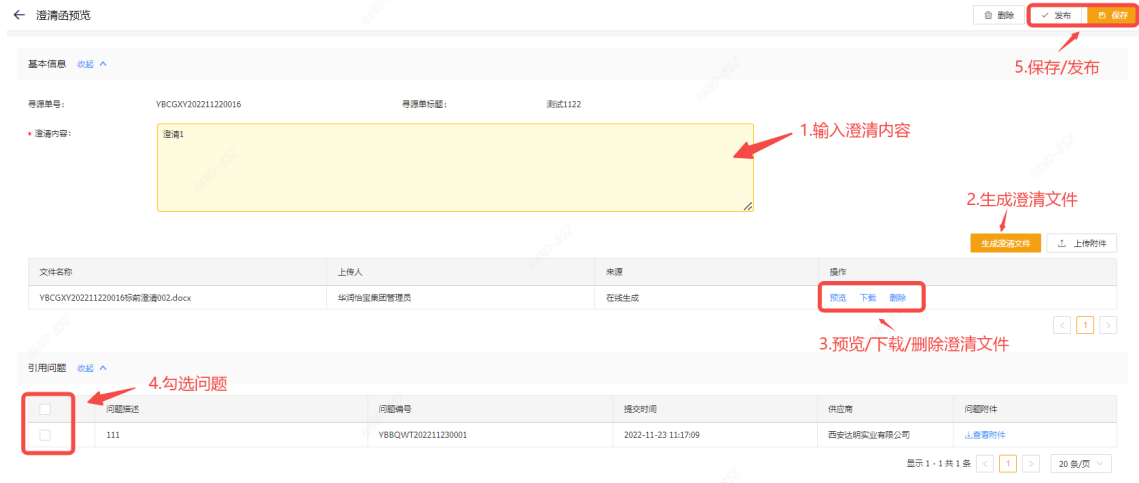 澄清函预览 删除 发布 保存
5.保存/发布
基本信息 收起
寻源单号: YBCGXY202211220016 寻源单标题: 测试1122
* 澄清内容: 澄清1
1.输入澄清内容
2.生成澄清文件
生成澄清文件 上传附件
文件名称 上传人 来源 操作
YBCGXY202211220016标前澄清002.docx 华润怡宝集团管理员 在线生成 预览 下载 删除
< 1 >
3.预览/下载/删除澄清文件
引用问题 收起
4.勾选问题
问题描述 问题编号 提交时间 供应商 问题附件
111 YBBQWT202211230001 2022-11-23 11:17:09 西安达明实业有限公司 查看附件
显示 1 - 1 共 1 条 < 1 > 20 条/页